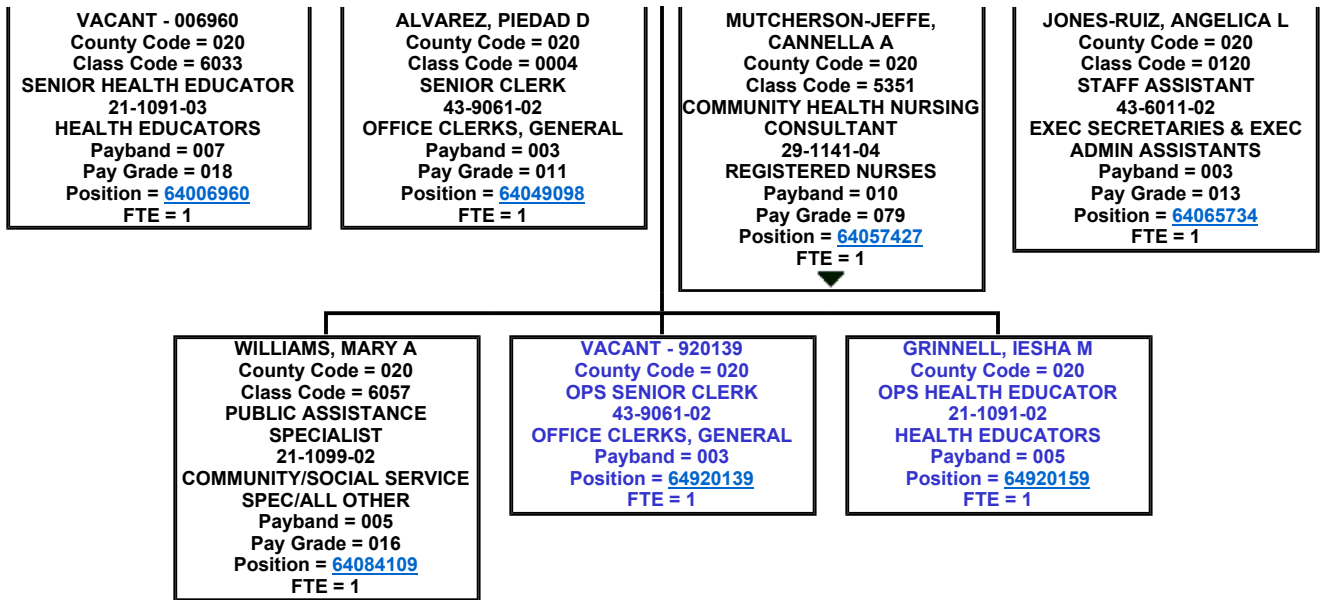 VACANT - 006960
County Code = 020
Class Code = 6033
SENIOR HEALTH EDUCATOR
21-1091-03
HEALTH EDUCATORS
Payband = 007
Pay Grade = 018
Position = 64006960
FTE = 1
ALVAREZ, PIEDAD D
County Code = 020
Class Code = 0004
SENIOR CLERK
43-9061-02
OFFICE CLERKS, GENERAL
Payband = 003
Pay Grade = 011
Position = 64049098
FTE = 1
MUTCHERSON-JEFFE,
CANNELLA A
County Code = 020
Class Code = 5351
COMMUNITY HEALTH NURSING
CONSULTANT
29-1141-04
REGISTERED NURSES
Payband = 010
Pay Grade = 079
Position = 64057427
FTE = 1
JONES-RUIZ, ANGELICA L
County Code = 020
Class Code = 0120
STAFF ASSISTANT
43-6011-02
EXEC SECRETARIES & EXEC
ADMIN ASSISTANTS
Payband = 003
Pay Grade = 013
Position = 64065734
FTE = 1
WILLIAMS, MARY A
County Code = 020
Class Code = 6057
PUBLIC ASSISTANCE
SPECIALIST
21-1099-02
COMMUNITY/SOCIAL SERVICE
SPEC/ALL OTHER
Payband = 005
Pay Grade = 016
Position = 64084109
FTE = 1
VACANT - 920139
County Code = 020
OPS SENIOR CLERK
43-9061-02
OFFICE CLERKS, GENERAL
Payband = 003
Position = 64920139
FTE = 1
GRINNELL, IESHA M
County Code = 020
OPS HEALTH EDUCATOR
21-1091-02
HEALTH EDUCATORS
Payband = 005
Position = 64920159
FTE = 1